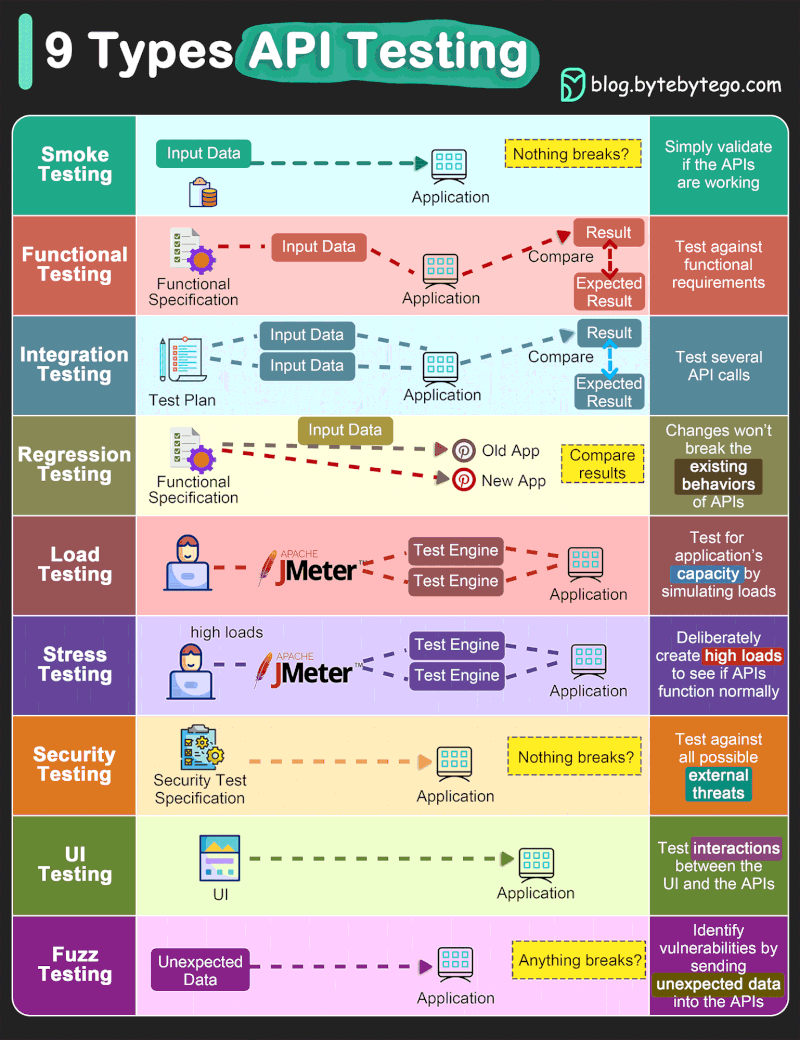 9 Types API Testing
blog.bytebytego.com
Smoke
Testing
Input Data
Application
Nothing breaks?
Simply validate
if the APIs
are working
Functional
Testing
Functional
Specification
Input Data
Application
Result
Compare
Expected
Result
Test against
functional
requirements
Integration
Testing
Test Plan
Input Data
Input Data
Application
Result
Compare
Expected
Result
Test several
API calls
Regression
Testing
Functional
Specification
Input Data
Old App
New App
Compare
results
Changes won't
break the
existing
behaviors
of APIs
Load
Testing
APACHE
JMeter™
Test Engine
Test Engine
Application
Test for
application's
capacity by
simulating loads
Stress
Testing
high loads
APACHE
JMeter™
Test Engine
Test Engine
Application
Deliberately
create high loads
to see if APIs
function normally
Security
Testing
Security Test
Specification
Application
Nothing breaks?
Test against
all possible
external
threats
UI
Testing
UI
Application
Test interactions
between the
UI and the APIs
Fuzz
Testing
Unexpected
Data
Application
Anything breaks?
Identify
vulnerabilities by
sending
unexpected data
into the APIs